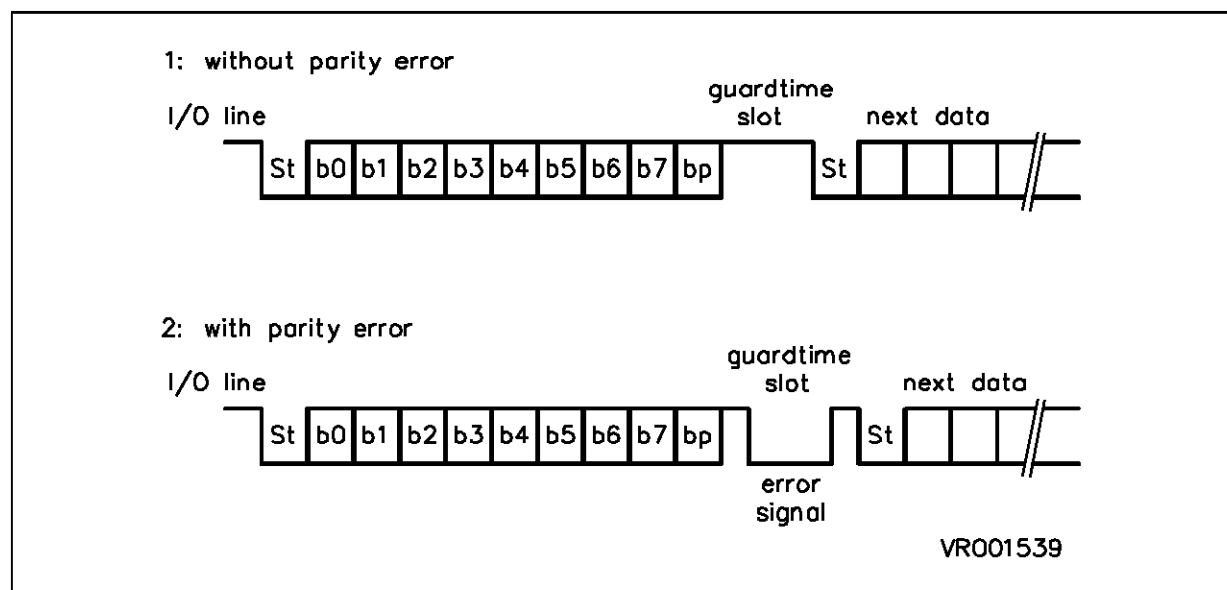 1: without parity error
guardtime
I/O line slot next data
St b0 b1 b2 b3 b4 b5 b6 b7 bp St
2: with parity error
guardtime
I/O line slot next data
St b0 b1 b2 b3 b4 b5 b6 b7 bp St
error
signal
VR001539